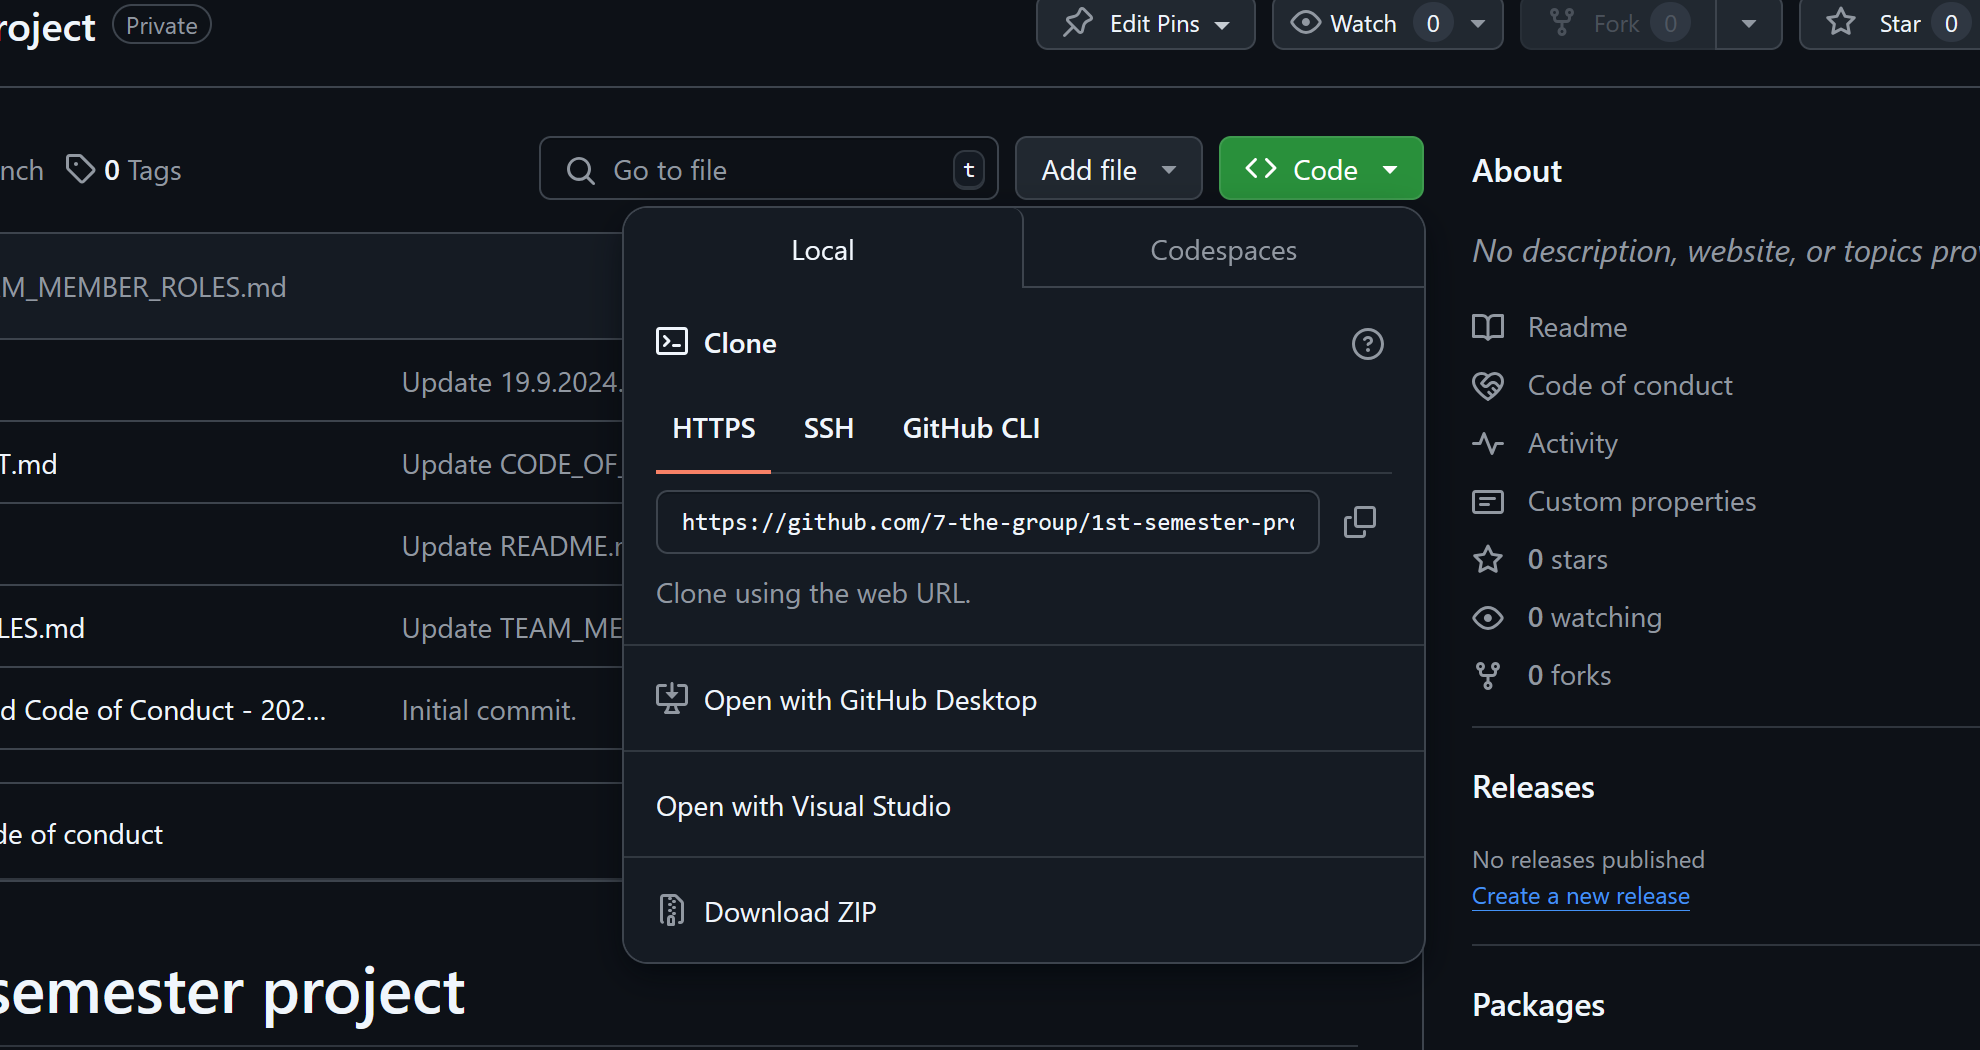 roject Private
Edit Pins
Watch 0
Fork 0
Star 0
nch 0 Tags
Go to file t
Add file
<> Code
Local
Codespaces
Clone
HTTPS
SSH
GitHub CLI
https://github.com/7-the-group/1st-semester-pro
Clone using the web URL.
Open with GitHub Desktop
Open with Visual Studio
Download ZIP
M_MEMBER_ROLES.md
Update 19.9.2024.
T.md
Update CODE_OF_
Update README.
LES.md
Update TEAM_ME
d Code of Conduct - 202...
Initial commit.
de of conduct
semester project
About
No description, website, or topics pro
Readme
Code of conduct
Activity
Custom properties
0 stars
0 watching
0 forks
Releases
No releases published
Create a new release
Packages